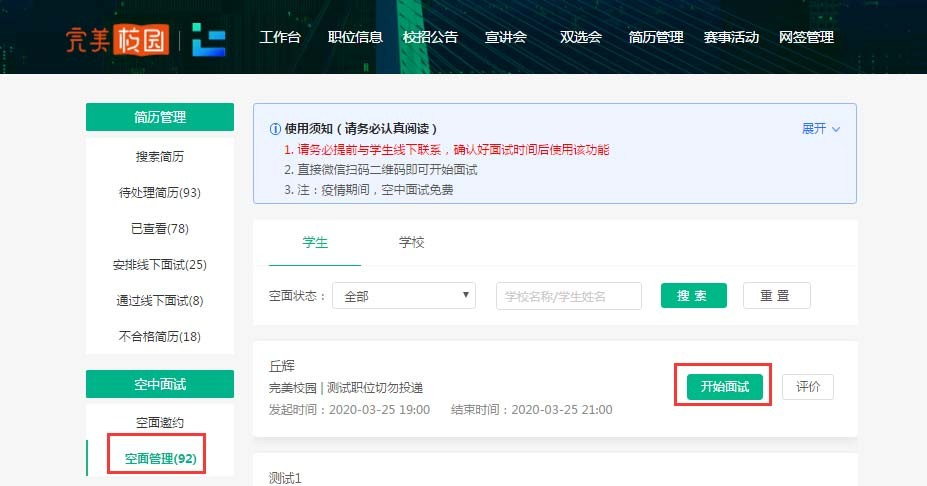 完美校园
工作台 职位信息 校招公告 宣讲会 双选会 简历管理 赛事活动 网签管理
简历管理
搜索简历
待处理简历(93)
已查看(78)
安排线下面试(25)
通过线下面试(8)
不合格简历(18)
空中面试
空面邀约
空面管理(92)
使用须知（请务必认真阅读） 展开
1. 请务必提前与学生线下联系，确认好面试时间后使用该功能
2. 直接微信扫码二维码即可开始面试
3. 注：疫情期间，空中面试免费
学生 学校
空面状态： 全部 学校名称/学生姓名 搜 索 重 置
丘辉
完美校园 | 测试职位切勿投递
发起时间：2020-03-25 19:00 结束时间：2020-03-25 21:00
开始面试 评价
测试1